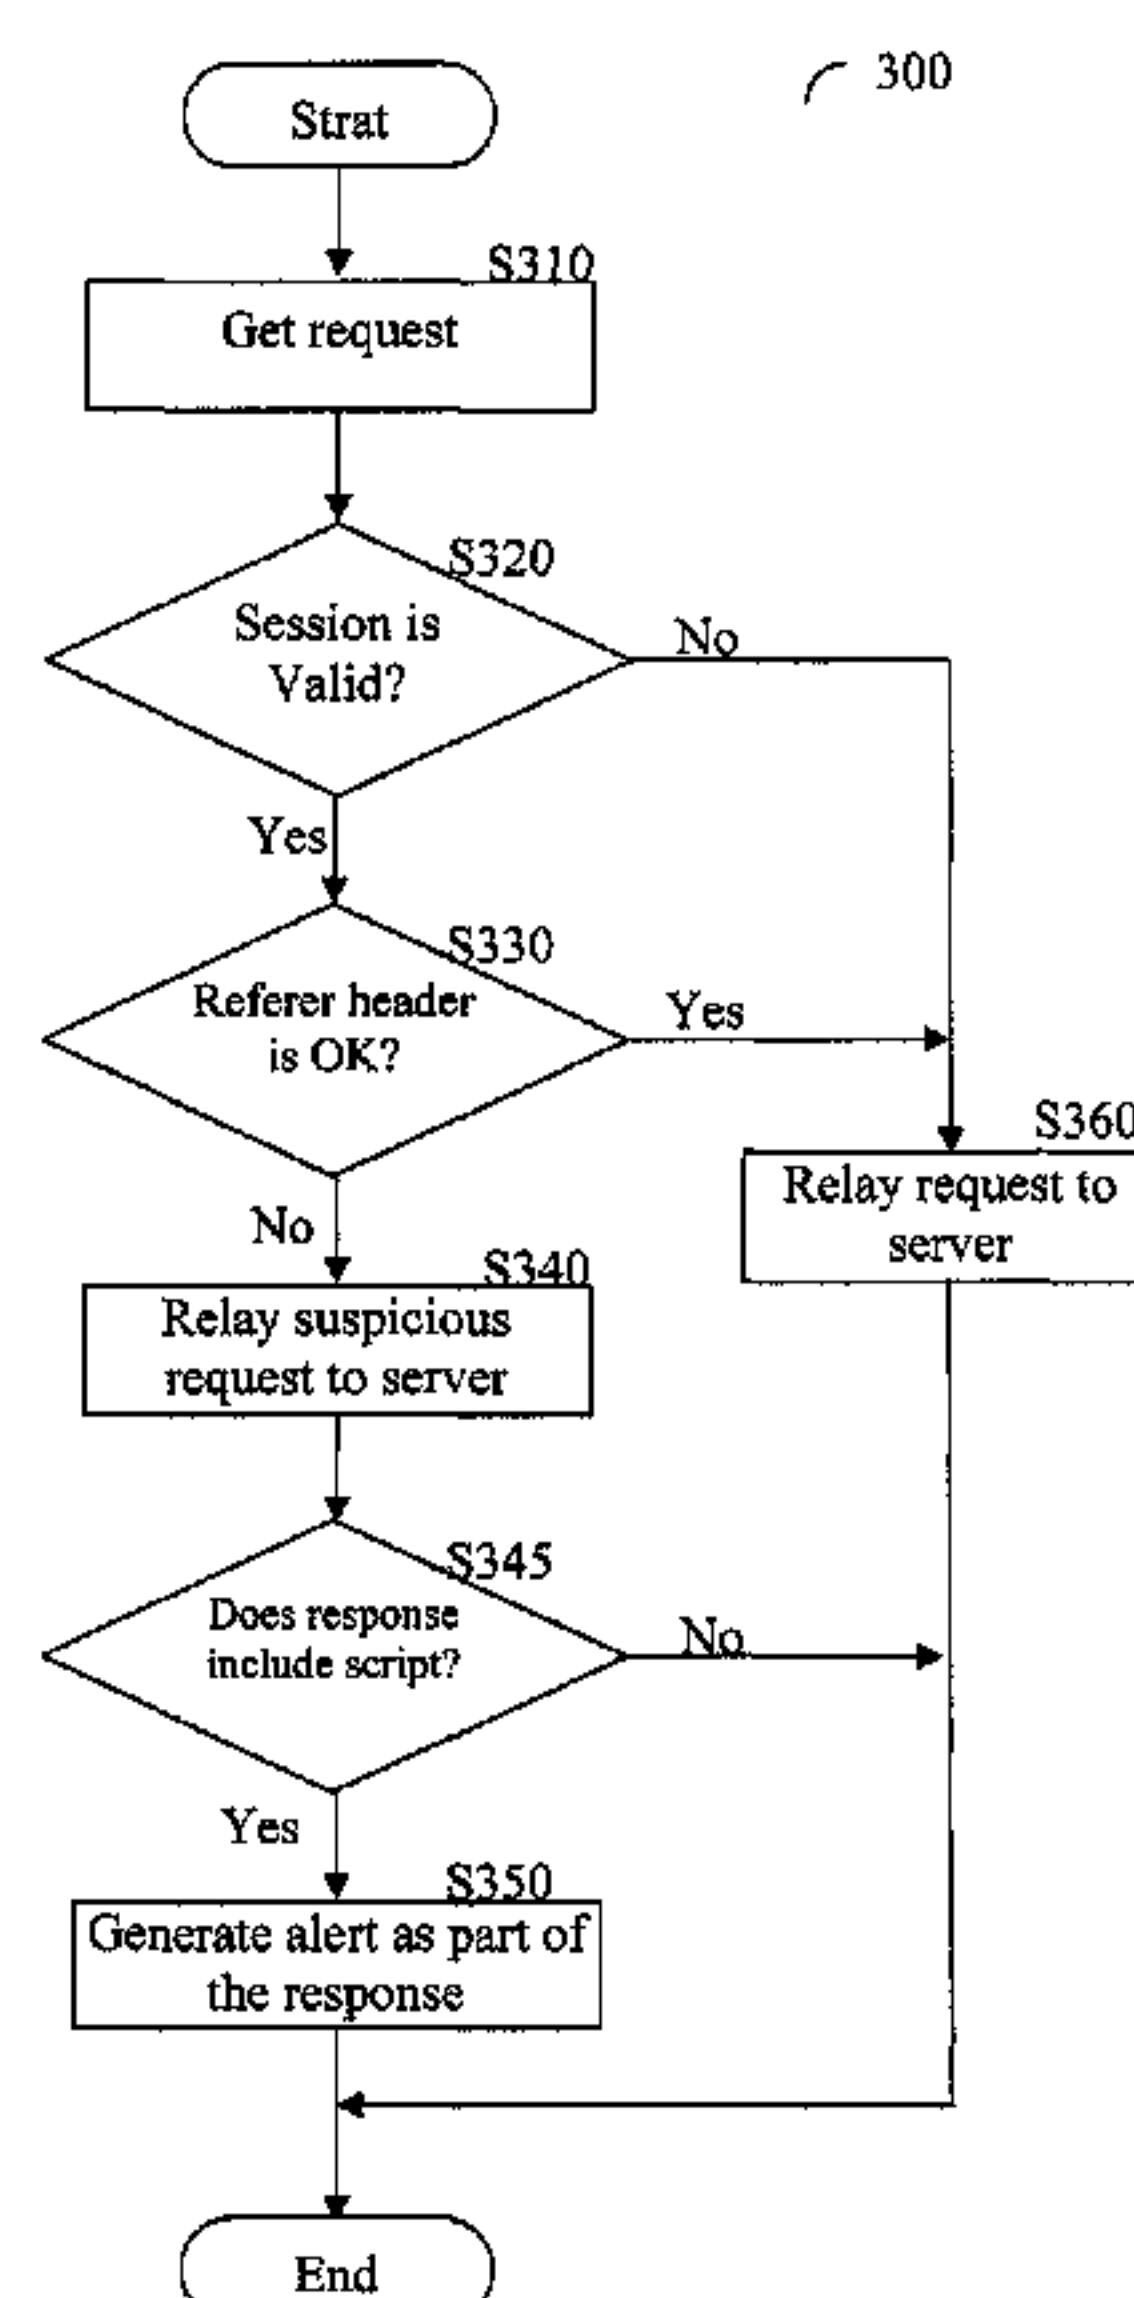 300
Strat
S310
Get request
S320
Session is
Valid?
No
Yes
S330
Referer header
is OK?
Yes
No
S360
Relay request to
server
S340
Relay suspicious
request to server
S345
Does response
include script?
No
Yes
S350
Generate alert as part of
the response
End